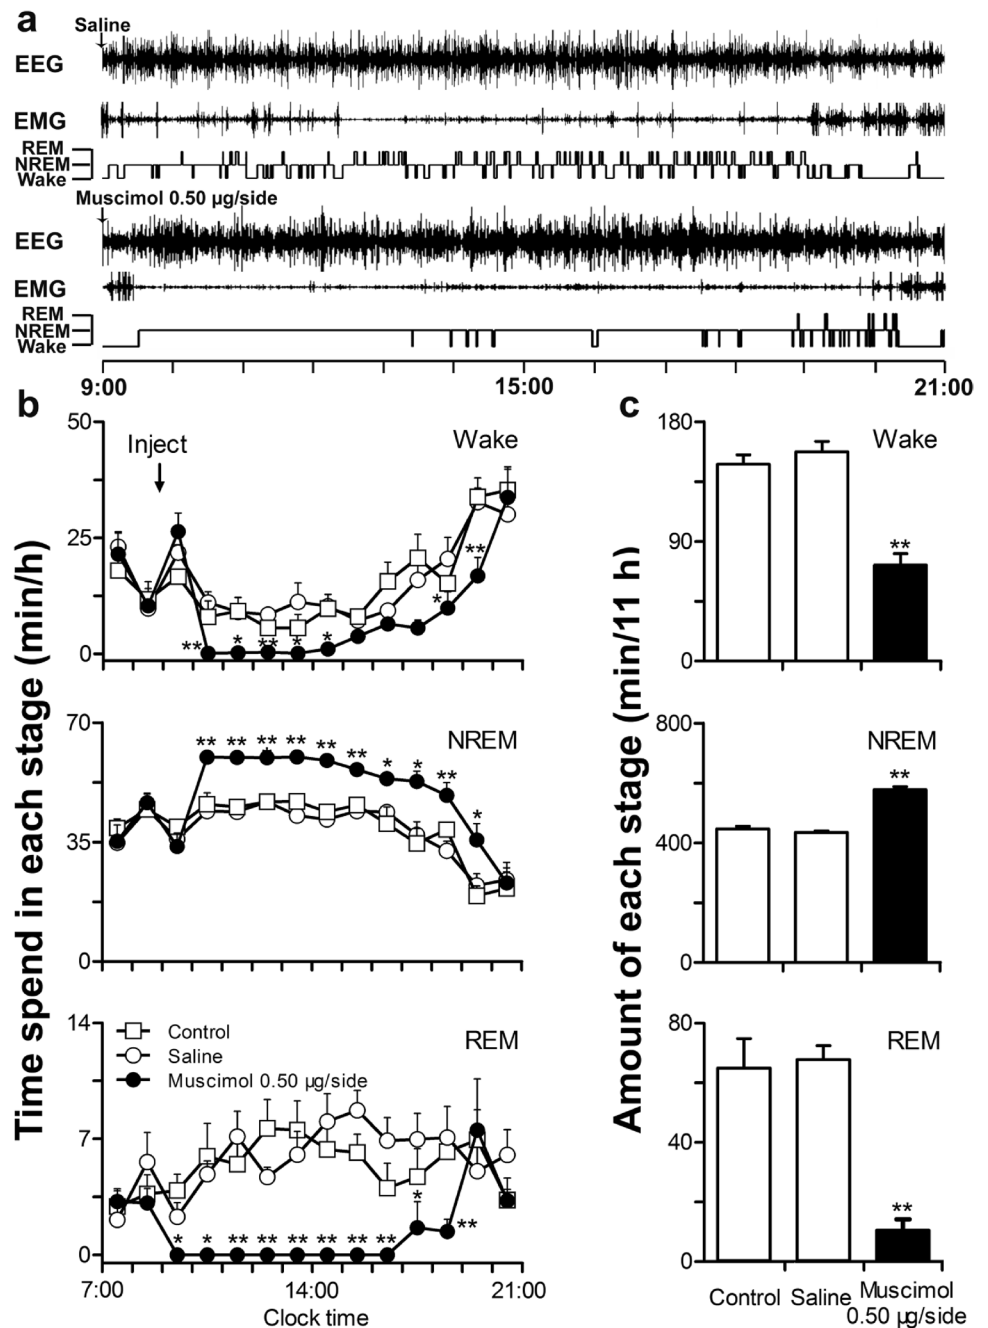 a
Saline
EEG
EMG
REM
NREM
Wake
Muscimol 0.50 µg/side
EEG
EMG
REM
NREM
Wake
9:00 15:00 21:00
b
Time spend in each stage (min/h)
50
25
0
Inject
Wake
** * ** * * * **
70
35
0
NREM
** ** ** ** ** ** * * ** *
14
7
0
Control
Saline
Muscimol 0.50 µg/side
REM
* * ** ** ** ** ** ** * **
7:00 14:00 21:00
Clock time
c
Amount of each stage (min/11 h)
180
90
0
Wake
**
800
400
0
NREM
**
80
40
0
REM
**
Control Saline Muscimol
0.50 µg/side